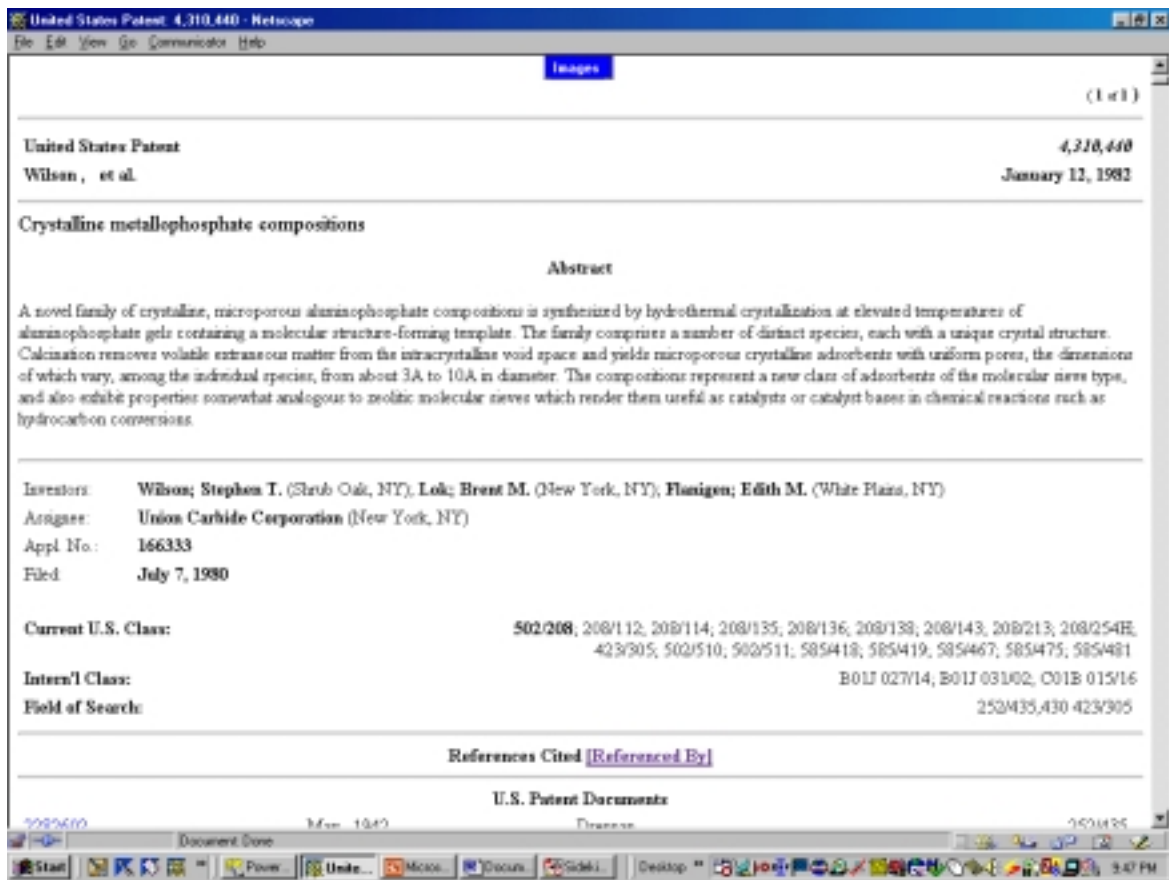 United States Patent: 4,310,440 - Netscape
File Edit View Go Communicator Help
Images
( 1 of 1 )
United States Patent 4,310,440
Wilson , et al. January 12, 1982
Crystalline metallophosphate compositions
Abstract
A novel family of crystalline, microporous aluminophosphate compositions is synthesized by hydrothermal crystallization at elevated temperatures of
aluminophosphate gels containing a molecular structure-forming template. The family comprises a number of distinct species, each with a unique crystal structure.
Calcination removes volatile extraneous matter from the intracrystalline void space and yields microporous crystalline adsorbents with uniform pores, the dimensions
of which vary, among the individual species, from about 3A to 10A in diameter. The compositions represent a new class of adsorbents of the molecular sieve type,
and also exhibit properties somewhat analogous to zeolitic molecular sieves which render them useful as catalysts or catalyst bases in chemical reactions such as
hydrocarbon conversions.
Inventors: Wilson; Stephen T. (Shrub Oak, NY); Lok; Brent M. (New York, NY); Flanigen; Edith M. (White Plains, NY)
Assignee: Union Carbide Corporation (New York, NY)
Appl. No.: 166333
Filed: July 7, 1980
Current U.S. Class: 502/208; 208/112; 208/114; 208/135; 208/136; 208/138; 208/143; 208/213; 208/254H;
423/305; 502/510; 502/511; 585/418; 585/419; 585/467; 585/475; 585/481
Intern'l Class: B01J 027/14; B01J 031/02; C01B 015/16
Field of Search: 252/435,430 423/305
References Cited [Referenced By]
U.S. Patent Documents
1942 252/435
Document: Done
Start Power... Unite... Micros... Docum... Sideki... Desktop 9:47 PM